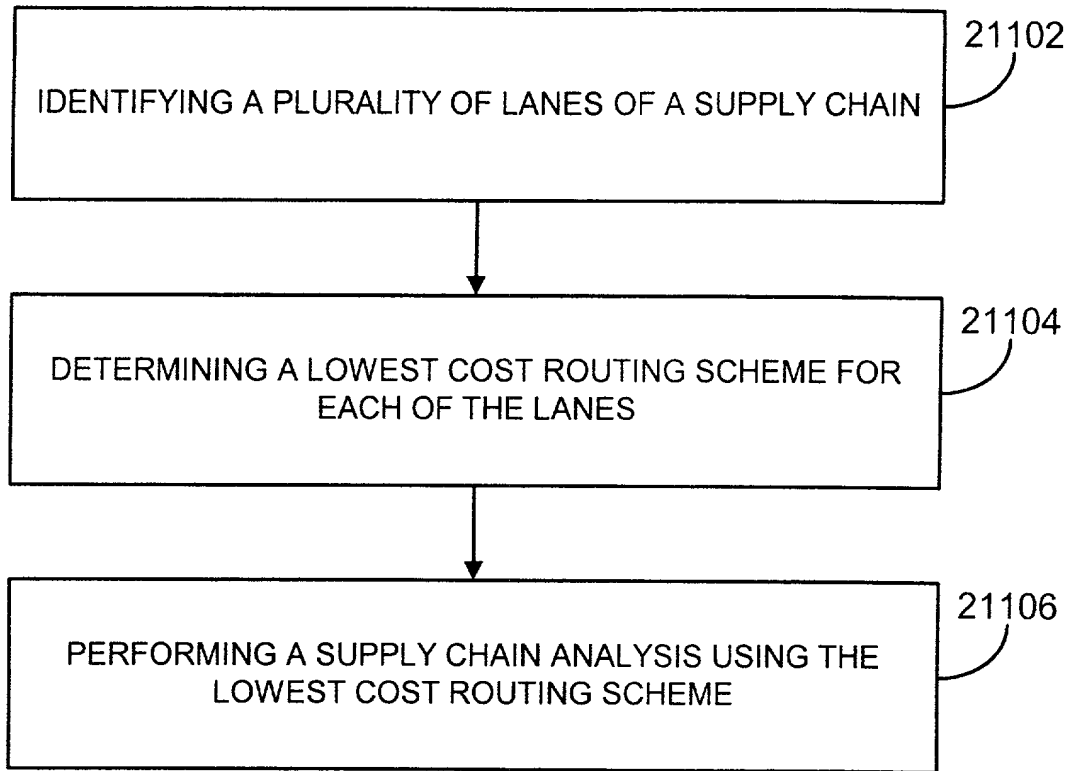 21102
IDENTIFYING A PLURALITY OF LANES OF A SUPPLY CHAIN
21104
DETERMINING A LOWEST COST ROUTING SCHEME FOR
EACH OF THE LANES
21106
PERFORMING A SUPPLY CHAIN ANALYSIS USING THE
LOWEST COST ROUTING SCHEME